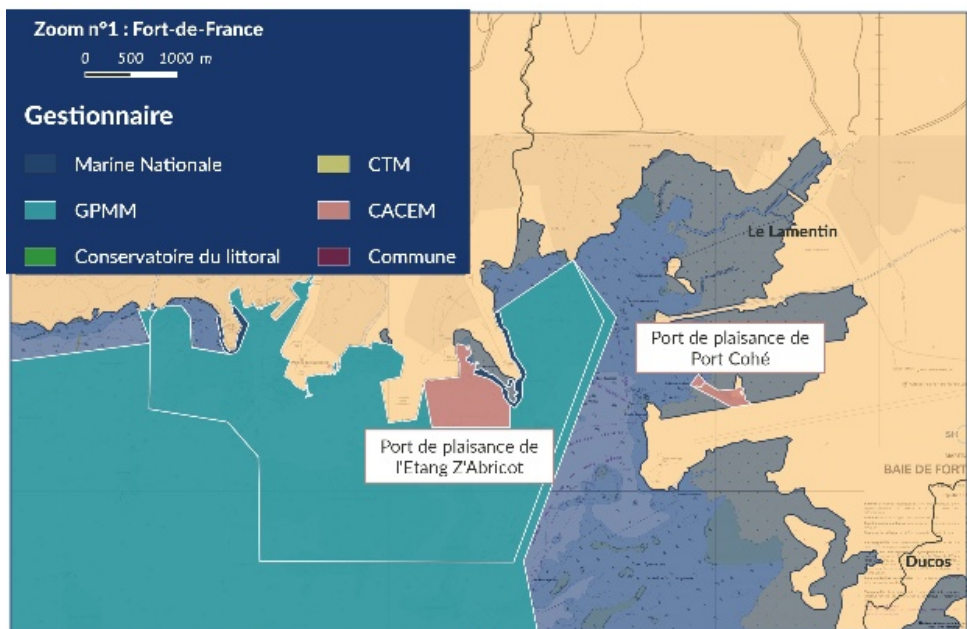 Zoom n°1 : Fort-de-France
0 500 1000 m
Gestionnaire
Marine Nationale
CTM
GPMM
CACEM
Conservatoire du littoral
Commune
Le Lamentin
Port de plaisance de
Port Cohé
Port de plaisance de
l'Etang Z'Abricot
SH
BAIE DE FORT
Ducos